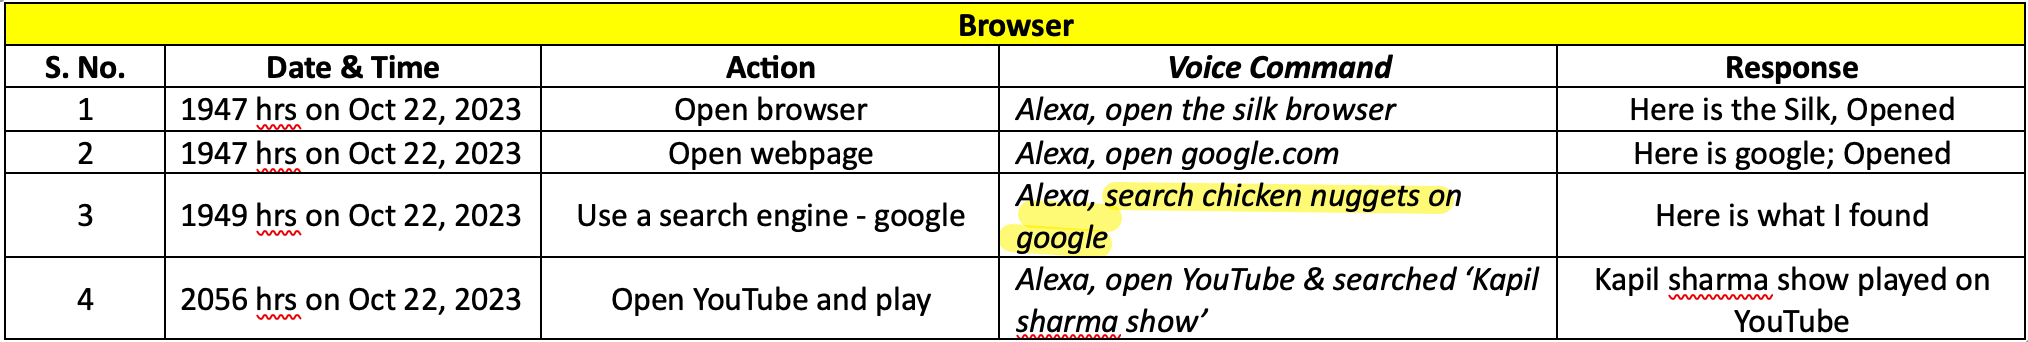 Browser
S. No. Date & Time Action Voice Command Response
1 1947 hrs on Oct 22, 2023 Open browser Alexa, open the silk browser Here is the Silk, Opened
2 1947 hrs on Oct 22, 2023 Open webpage Alexa, open google.com Here is google; Opened
3 1949 hrs on Oct 22, 2023 Use a search engine - google Alexa, search chicken nuggets on
google Here is what I found
4 2056 hrs on Oct 22, 2023 Open YouTube and play Alexa, open YouTube & searched ‘Kapil
sharma show’ Kapil sharma show played on
YouTube